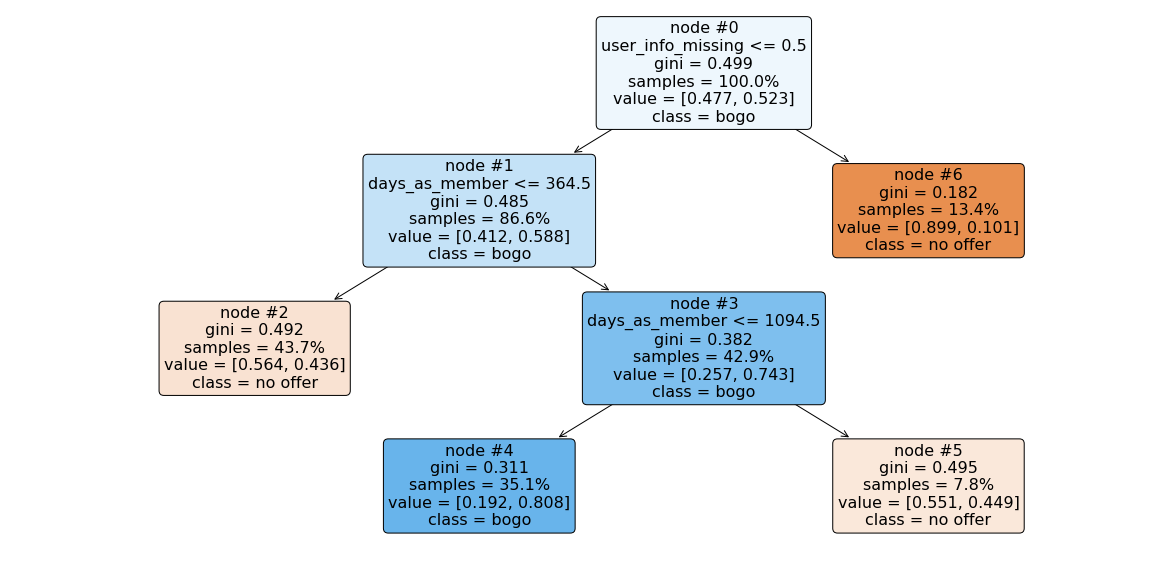 node #0
user_info_missing <= 0.5
gini = 0.499
samples = 100.0%
value = [0.477, 0.523]
class = bogo
node #1
days_as_member <= 364.5
gini = 0.485
samples = 86.6%
value = [0.412, 0.588]
class = bogo
node #6
gini = 0.182
samples = 13.4%
value = [0.899, 0.101]
class = no offer
node #2
gini = 0.492
samples = 43.7%
value = [0.564, 0.436]
class = no offer
node #3
days_as_member <= 1094.5
gini = 0.382
samples = 42.9%
value = [0.257, 0.743]
class = bogo
node #4
gini = 0.311
samples = 35.1%
value = [0.192, 0.808]
class = bogo
node #5
gini = 0.495
samples = 7.8%
value = [0.551, 0.449]
class = no offer